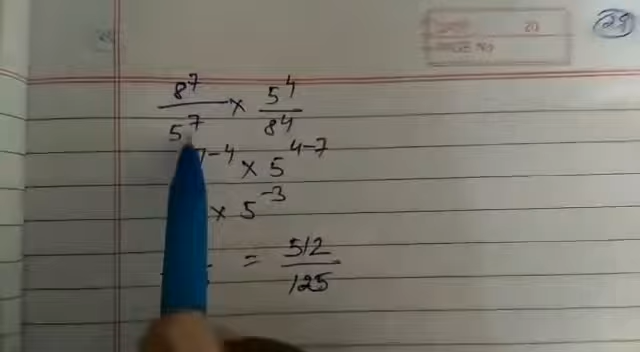 29
8^7/5^7 × 5^4/8^4
7-4 × 5^(4-7)
× 5^-3
= 512/125